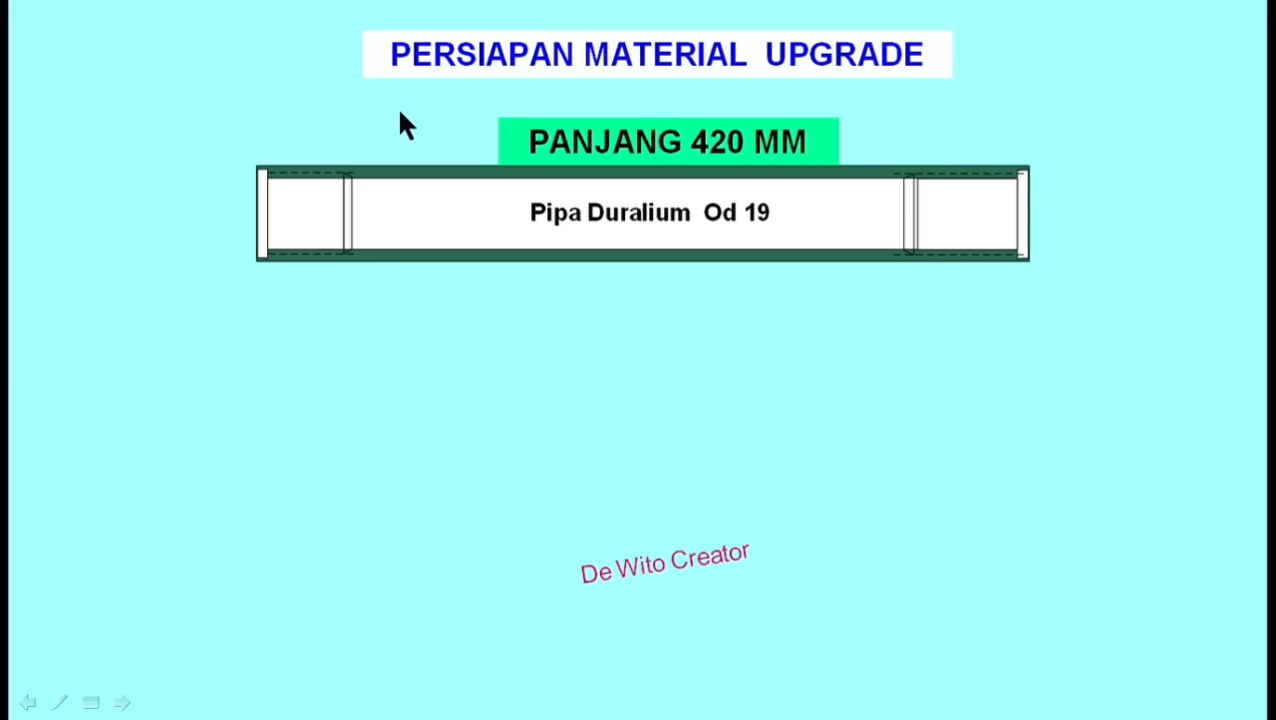 PERSIAPAN MATERIAL UPGRADE
PANJANG 420 MM
Pipa Duralium Od 19
De Wito Creator